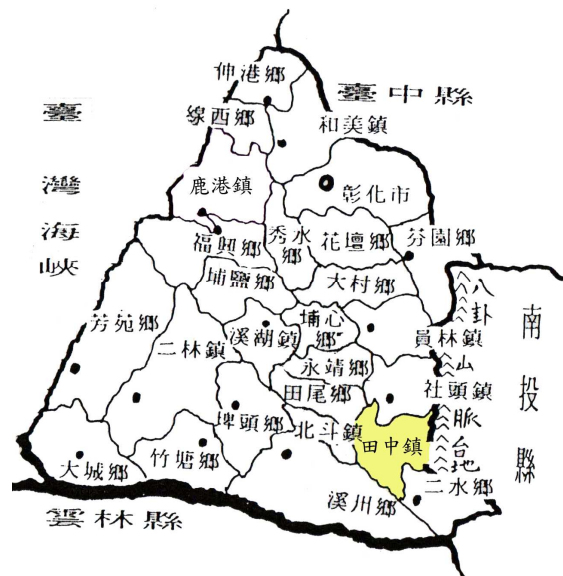 伸港鄉
臺中縣
線西鄉
和美鎮
臺灣海峽
鹿港鎮
彰化市
福興鄉
秀水鄉
花壇鄉
芬園鄉
埔鹽鄉
大村鄉
八卦山脈台地
南投縣
芳苑鄉
二林鎮
溪湖鎮
埔心鄉
員林鎮
永靖鄉
田尾鄉
社頭鎮
埤頭鄉
北斗鎮
田中鎮
大城鄉
竹塘鄉
二水鄉
溪州鄉
雲林縣